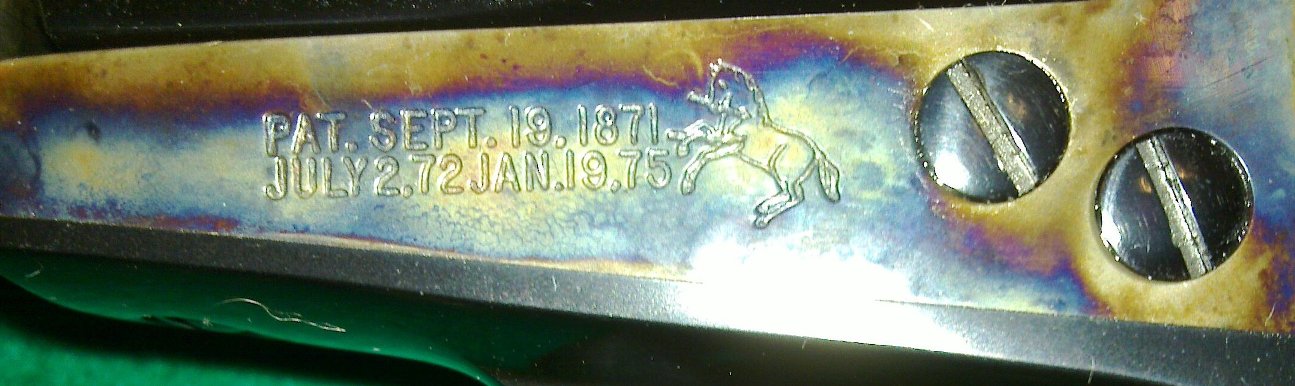 PAT. SEPT. 19. 1871.
JULY 2. 72 JAN. 19. 75